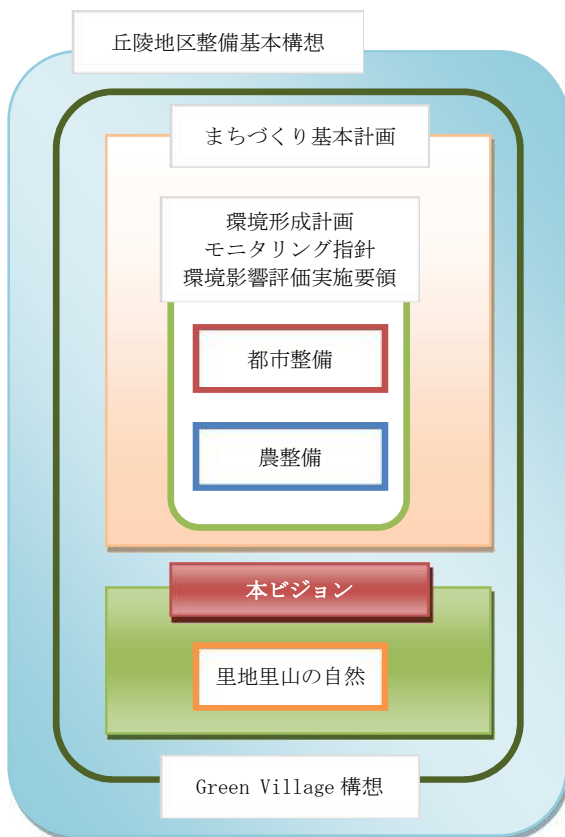 丘陵地区整備基本構想
まちづくり基本計画
環境形成計画
モニタリング指針
環境影響評価実施要領
都市整備
農整備
本ビジョン
里地里山の自然
Green Village 構想